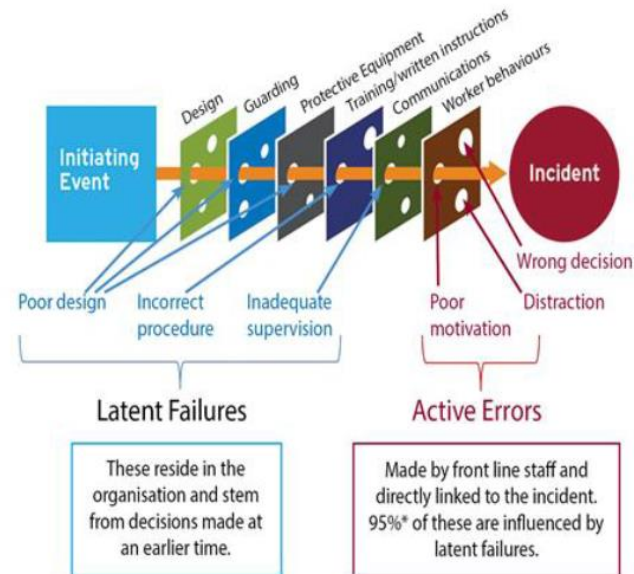 Design
Guarding
Protective Equipment
Training/written instructions
Communications
Worker behaviours
Initiating
Event
Incident
Wrong decision
Poor design
Incorrect
procedure
Inadequate
supervision
Poor
motivation
Distraction
Latent Failures
Active Errors
These reside in the
organisation and stem
from decisions made at
an earlier time.
Made by front line staff and
directly linked to the incident.
95%* of these are influenced by
latent failures.